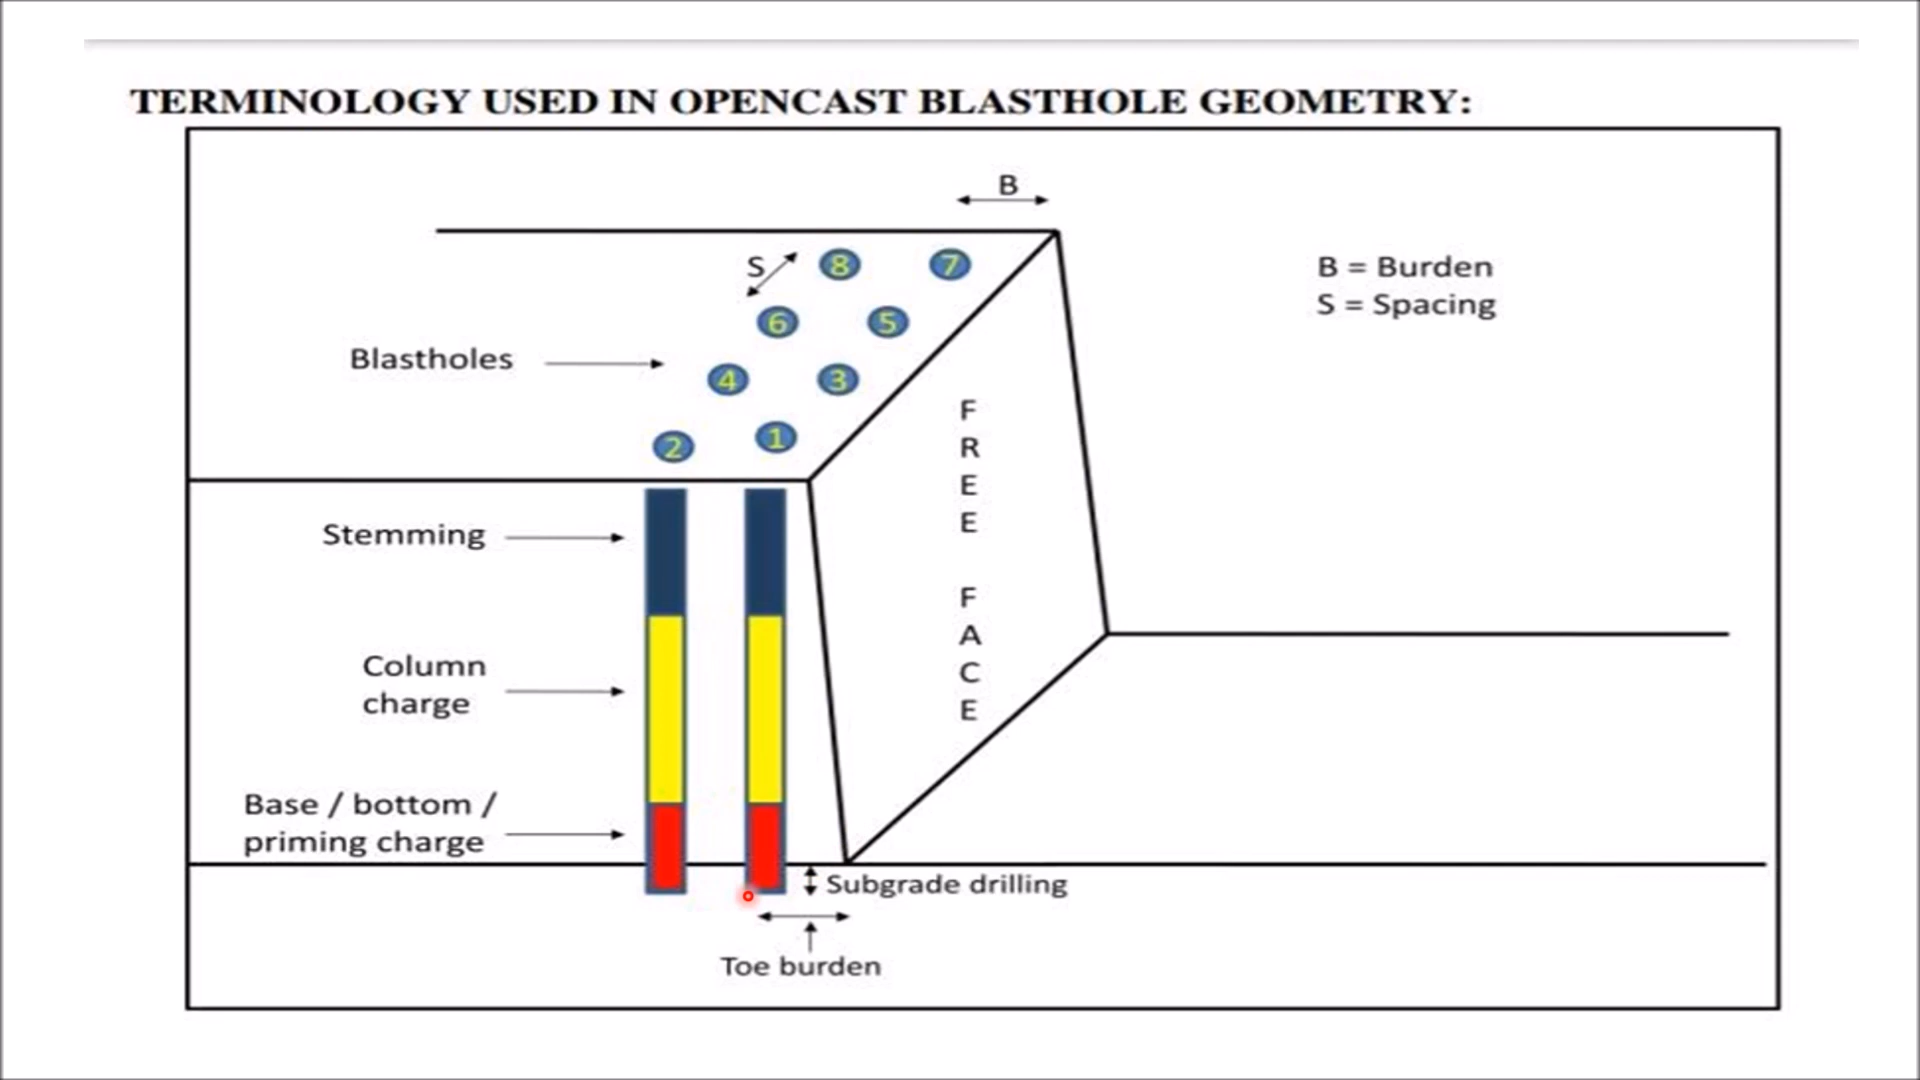 TERMINOLOGY USED IN OPENCAST BLASTHOLE GEOMETRY:
B
B = Burden
S = Spacing
S
8
7
6
5
Blastholes
4
3
2
1
F
R
E
E
F
A
C
E
Stemming
Column
charge
Base / bottom /
priming charge
Subgrade drilling
Toe burden